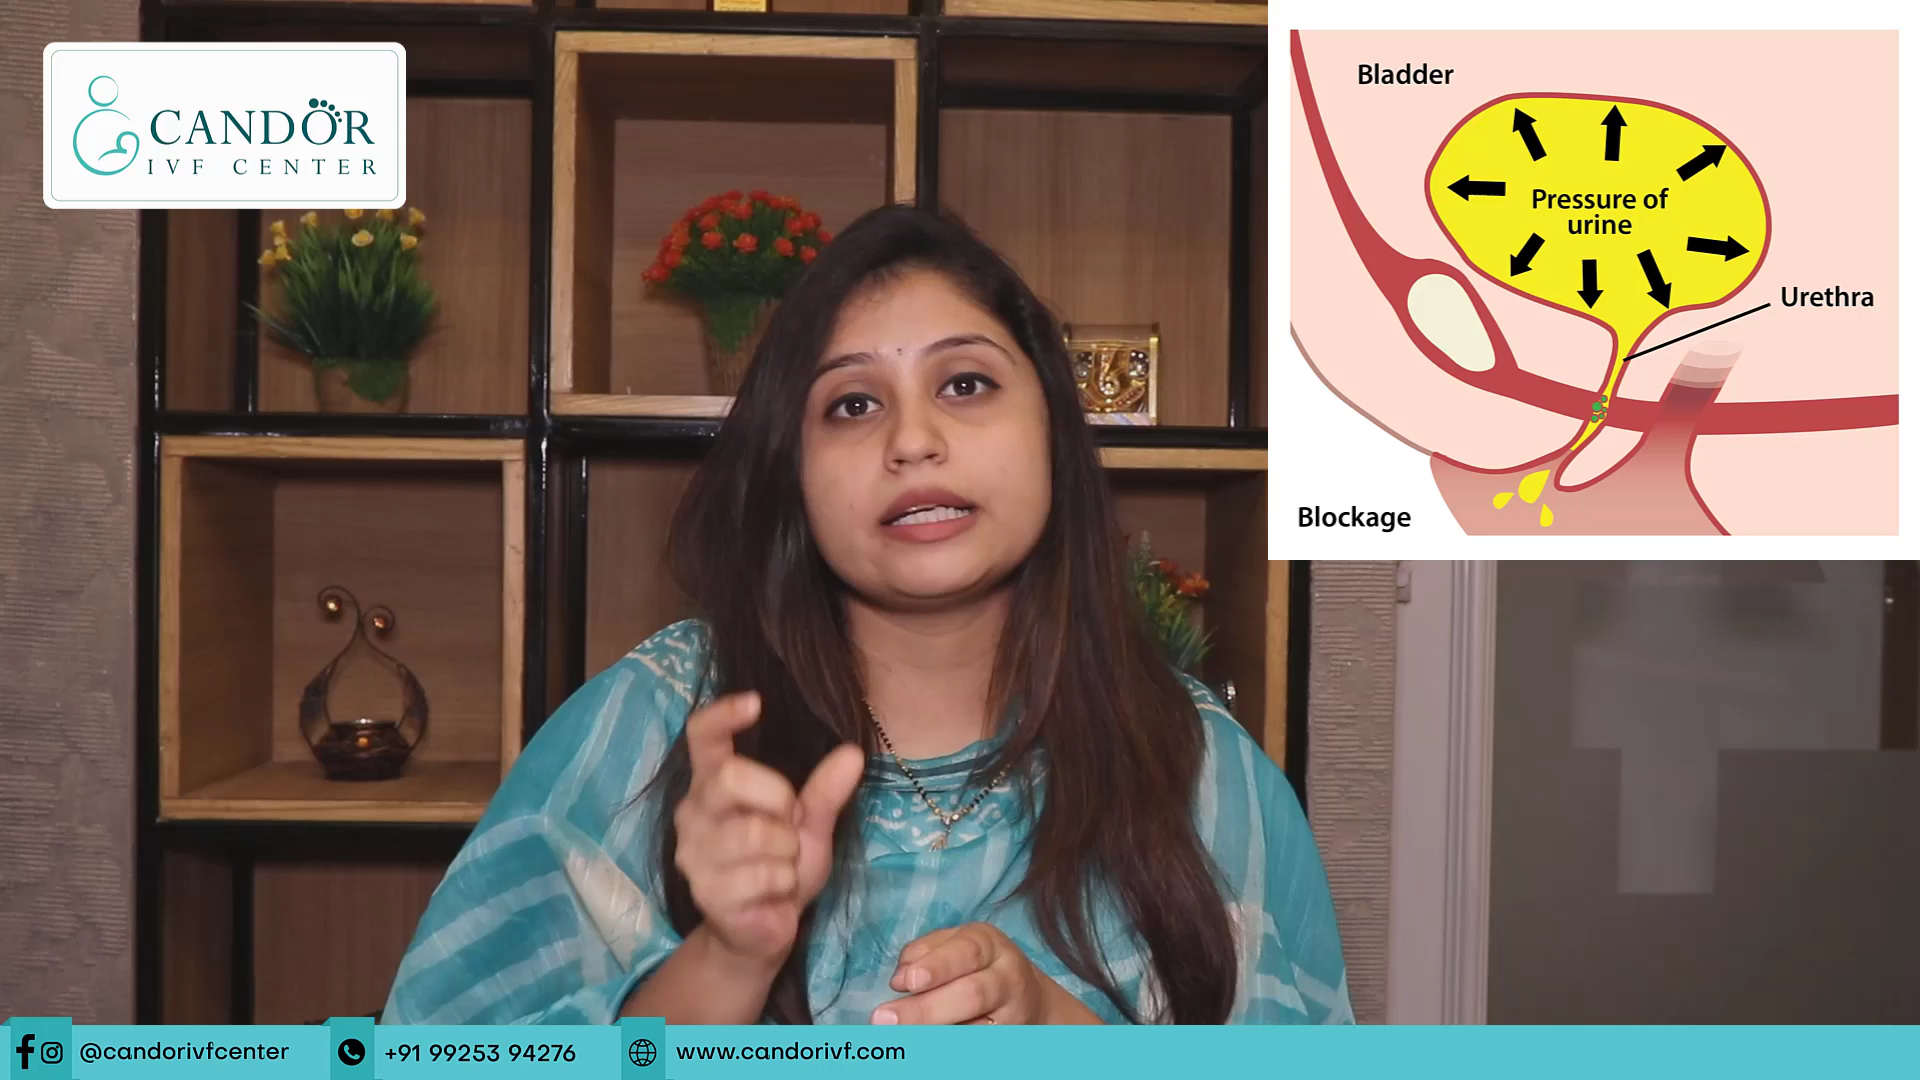 CANDOR
IVF CENTER
Bladder
Pressure of
urine
Urethra
Blockage
@candorivfcenter
+91 99253 94276
www.candorivf.com